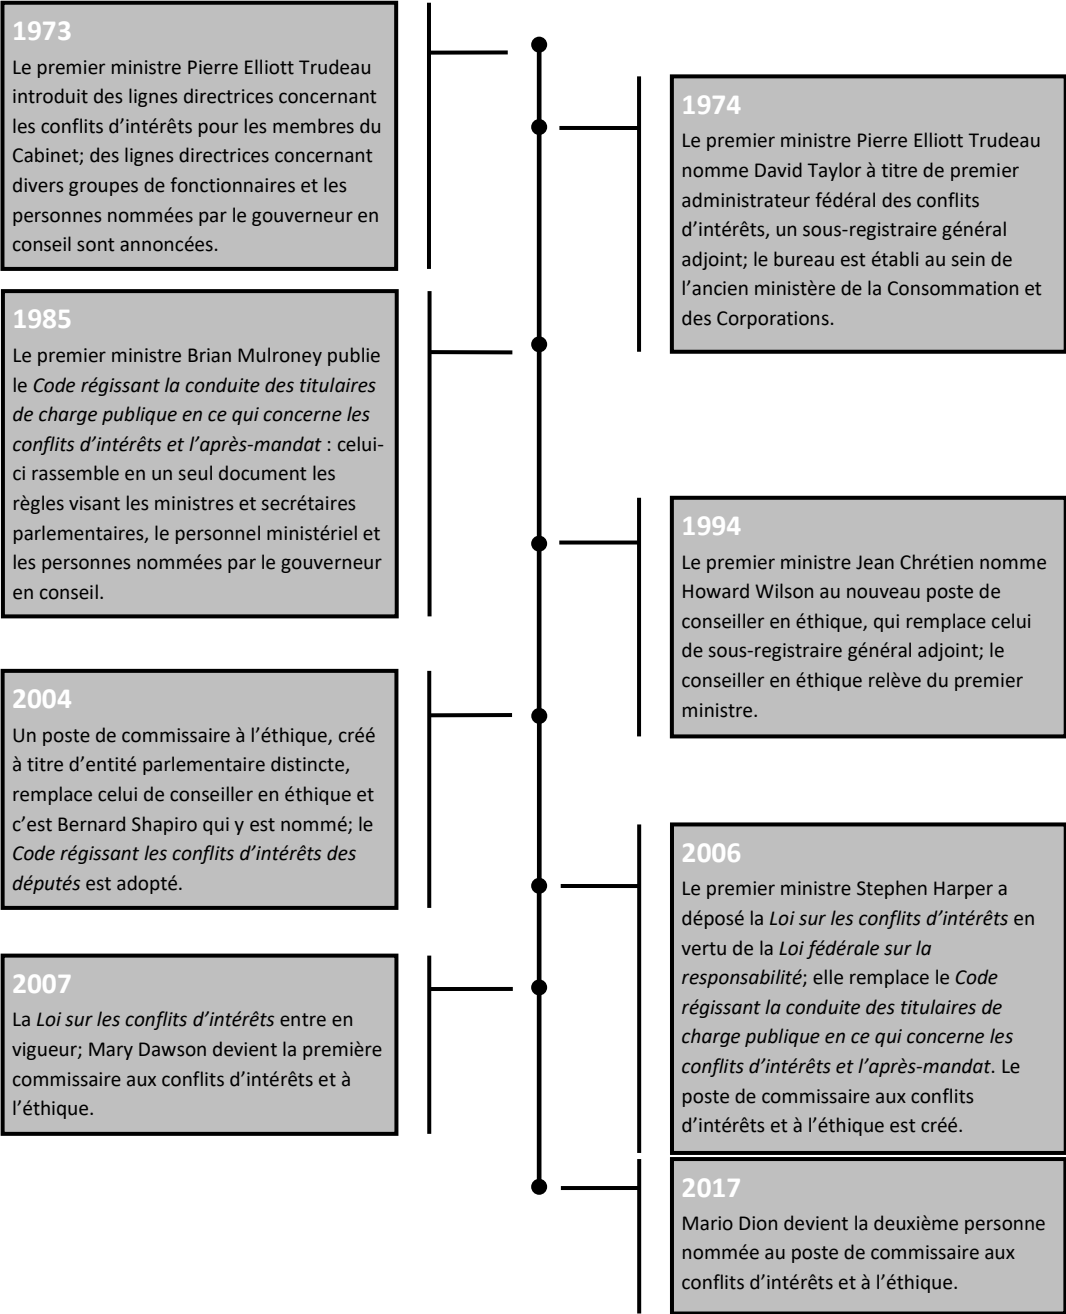 1973
Le premier ministre Pierre Elliott Trudeau
introduit des lignes directrices concernant
les conflits d’intérêts pour les membres du
Cabinet; des lignes directrices concernant
divers groupes de fonctionnaires et les
personnes nommées par le gouverneur en
conseil sont annoncées.
1974
Le premier ministre Pierre Elliott Trudeau
nomme David Taylor à titre de premier
administrateur fédéral des conflits
d’intérêts, un sous-registraire général
adjoint; le bureau est établi au sein de
l’ancien ministère de la Consommation et
des Corporations.
1985
Le premier ministre Brian Mulroney publie
le Code régissant la conduite des titulaires
de charge publique en ce qui concerne les
conflits d’intérêts et l’après-mandat : celui-
ci rassemble en un seul document les
règles visant les ministres et secrétaires
parlementaires, le personnel ministériel et
les personnes nommées par le gouverneur
en conseil.
1994
Le premier ministre Jean Chrétien nomme
Howard Wilson au nouveau poste de
conseiller en éthique, qui remplace celui
de sous-registraire général adjoint; le
conseiller en éthique relève du premier
ministre.
2004
Un poste de commissaire à l’éthique, créé
à titre d’entité parlementaire distincte,
remplace celui de conseiller en éthique et
c’est Bernard Shapiro qui y est nommé; le
Code régissant les conflits d’intérêts des
députés est adopté.
2006
Le premier ministre Stephen Harper a
déposé la Loi sur les conflits d’intérêts en
vertu de la Loi fédérale sur la
responsabilité; elle remplace le Code
régissant la conduite des titulaires de
charge publique en ce qui concerne les
conflits d’intérêts et l’après-mandat. Le
poste de commissaire aux conflits
d’intérêts et à l’éthique est créé.
2007
La Loi sur les conflits d’intérêts entre en
vigueur; Mary Dawson devient la première
commissaire aux conflits d’intérêts et à
l’éthique.
2017
Mario Dion devient la deuxième personne
nommée au poste de commissaire aux
conflits d’intérêts et à l’éthique.